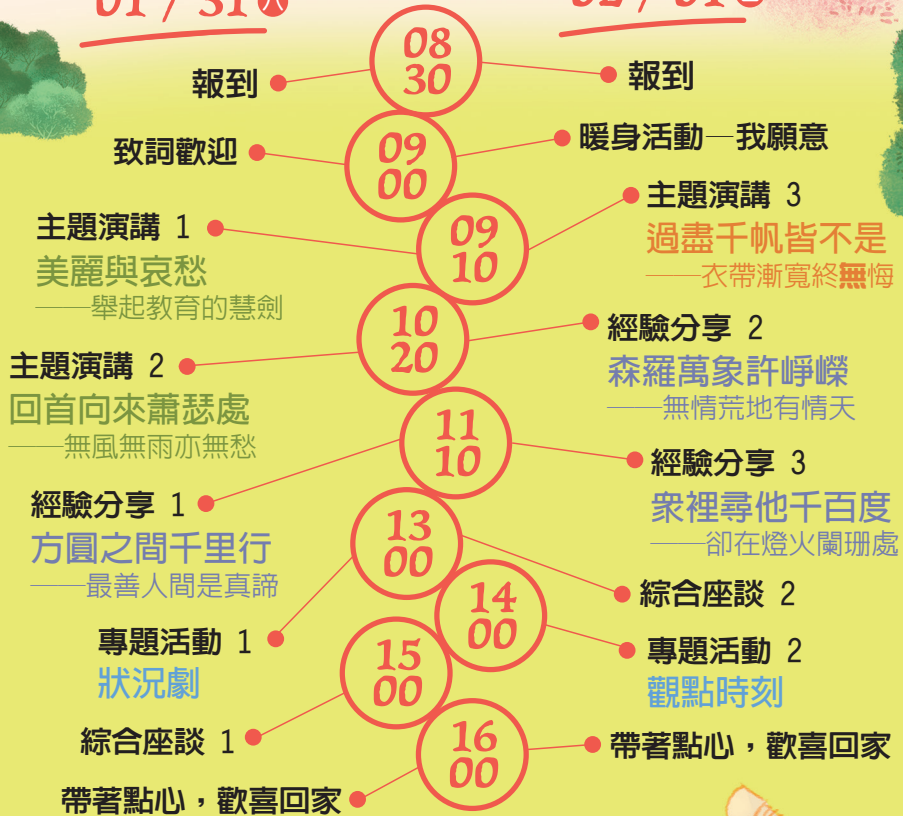 01 / 31
02 / 01
08
30
報到
報到
09
00
致詞歡迎
暖身活動—我願意
09
10
主題演講 1
美麗與哀愁
——舉起教育的慧劍
主題演講 3
過盡千帆皆不是
——衣帶漸寬終無悔
10
20
主題演講 2
回首向來蕭瑟處
——無風無雨亦無愁
經驗分享 2
森羅萬象許崢嶸
——無情荒地有情天
11
10
經驗分享 1
方圓之間千里行
——最善人間是真諦
經驗分享 3
眾裡尋他千百度
——卻在燈火闌珊處
13
00
專題活動 1
狀況劇
綜合座談 2
14
00
專題活動 2
觀點時刻
15
00
綜合座談 1
16
00
帶著點心，歡喜回家
帶著點心，歡喜回家